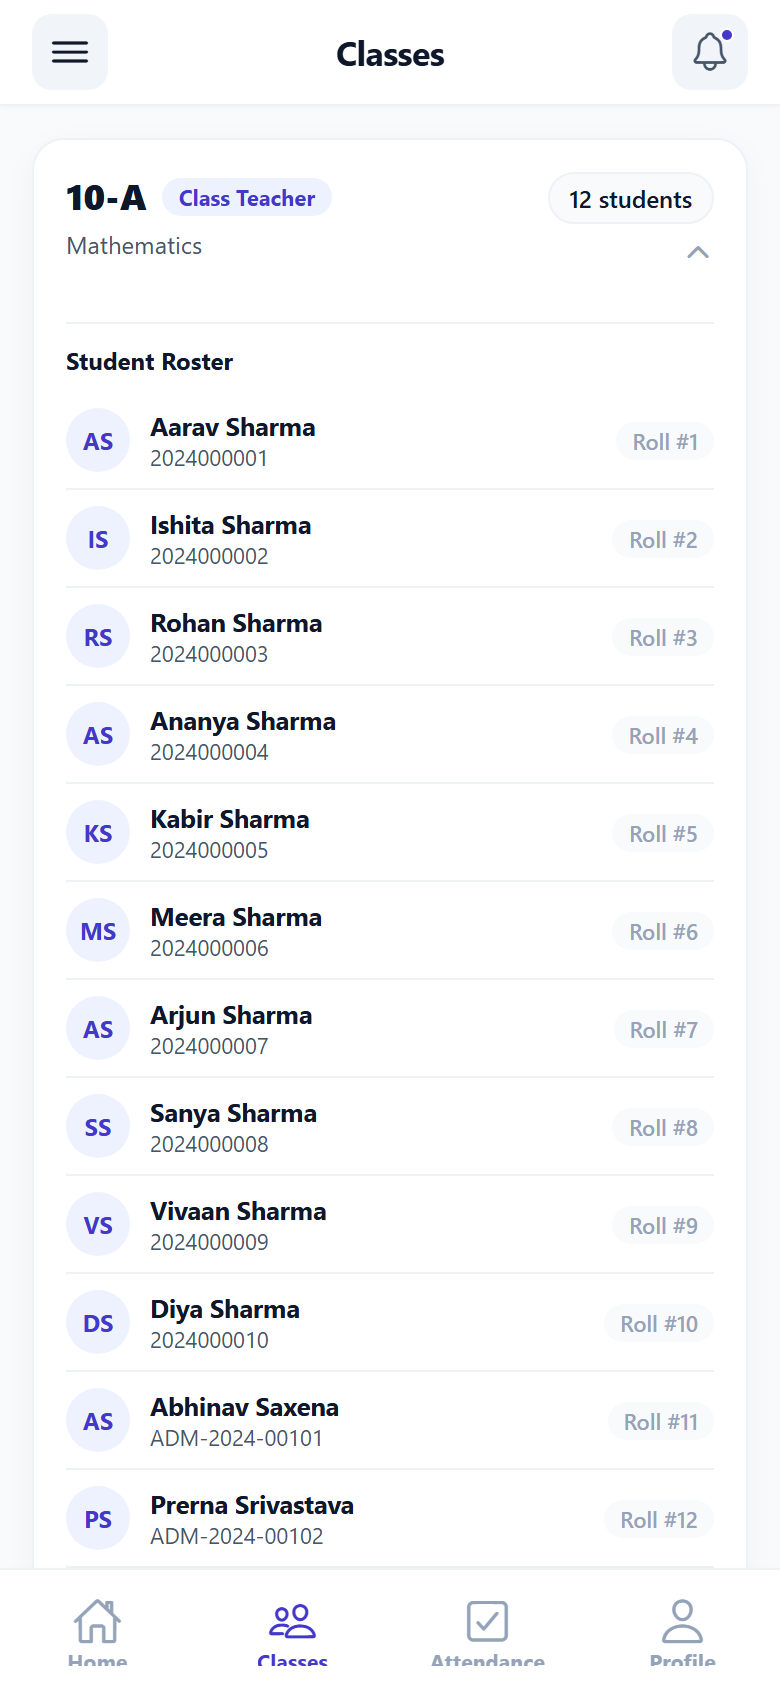 Classes
10-A Class Teacher 12 students
Mathematics
Student Roster
AS Aarav Sharma Roll #1
2024000001
IS Ishita Sharma Roll #2
2024000002
RS Rohan Sharma Roll #3
2024000003
AS Ananya Sharma Roll #4
2024000004
KS Kabir Sharma Roll #5
2024000005
MS Meera Sharma Roll #6
2024000006
AS Arjun Sharma Roll #7
2024000007
SS Sanya Sharma Roll #8
2024000008
VS Vivaan Sharma Roll #9
2024000009
DS Diya Sharma Roll #10
2024000010
AS Abhinav Saxena Roll #11
ADM-2024-00101
PS Prerna Srivastava Roll #12
ADM-2024-00102
Home Classes Attendance Profile